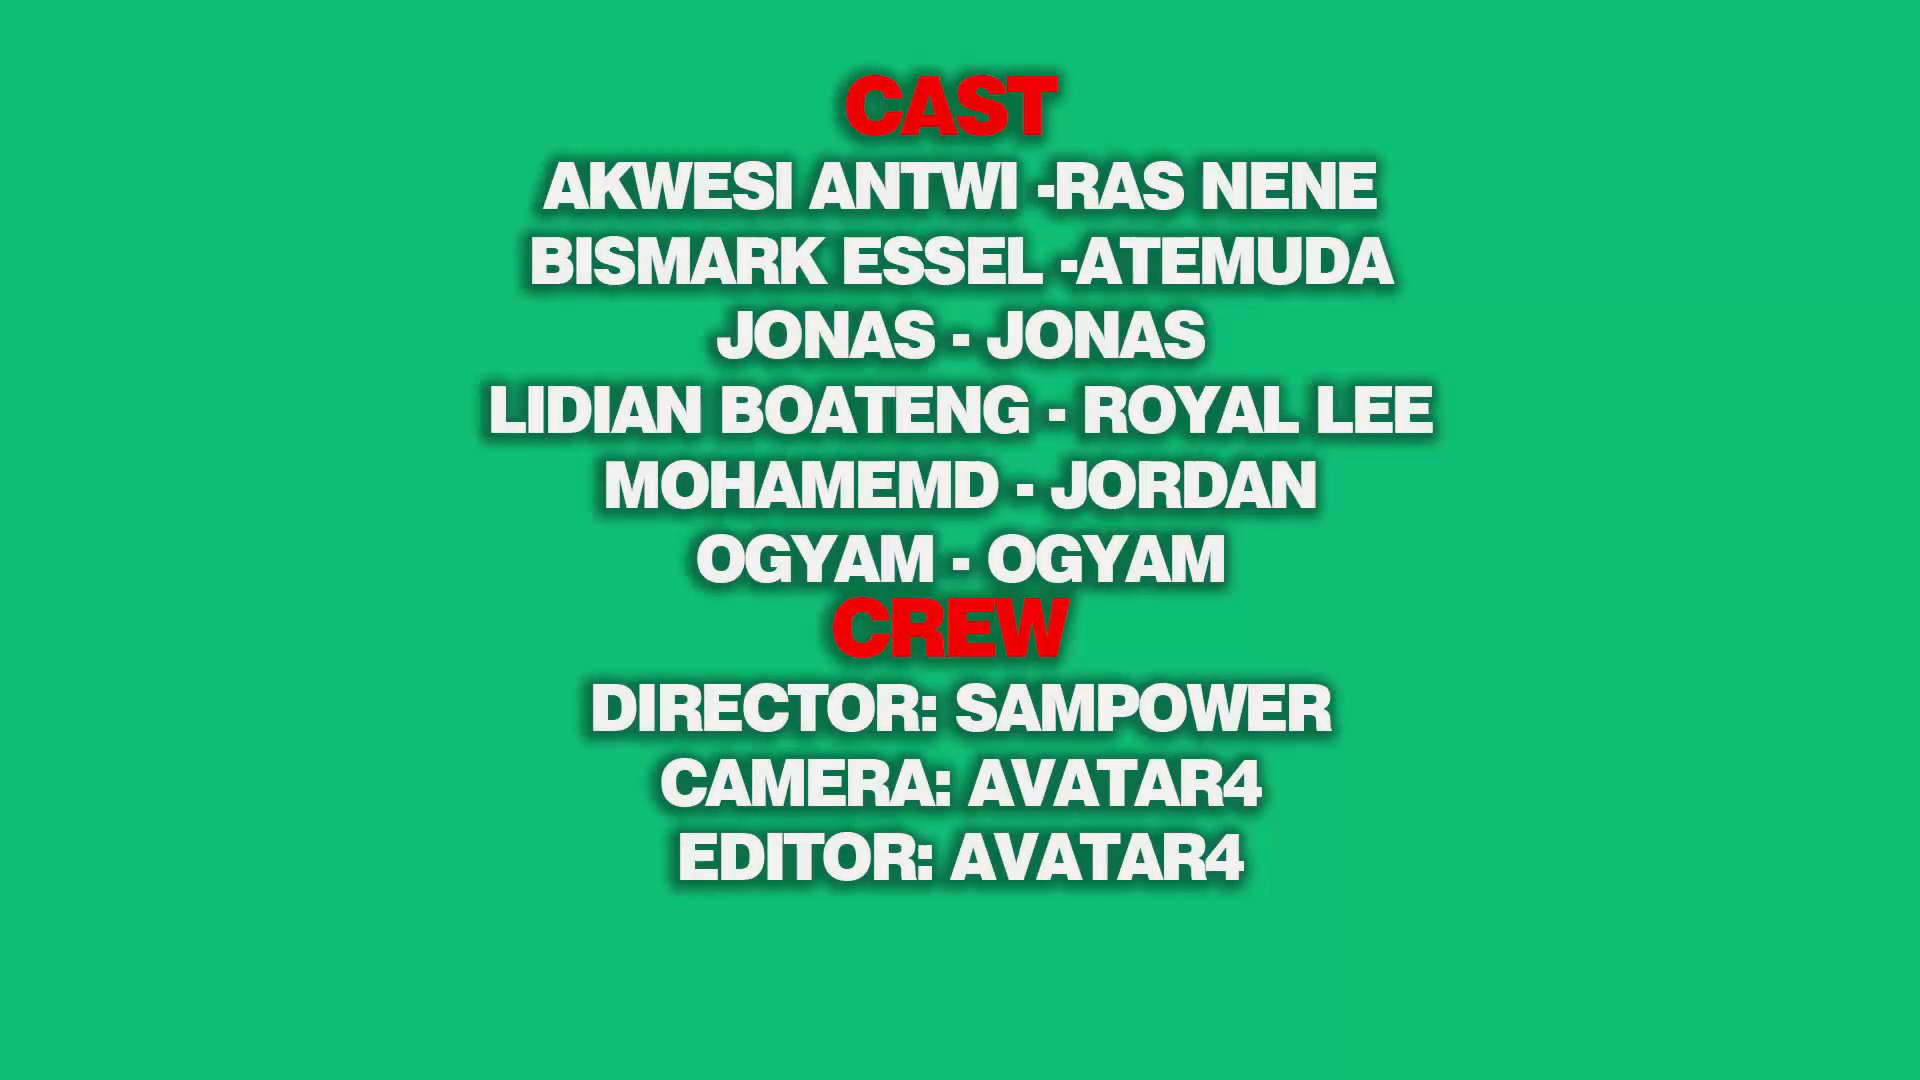 CAST
AKWESI ANTWI -RAS NENE
BISMARK ESSEL -ATEMUDA
JONAS - JONAS
LIDIAN BOATENG - ROYAL LEE
MOHAMEMD - JORDAN
OGYAM - OGYAM
CREW
DIRECTOR: SAMPOWER
CAMERA: AVATAR4
EDITOR: AVATAR4